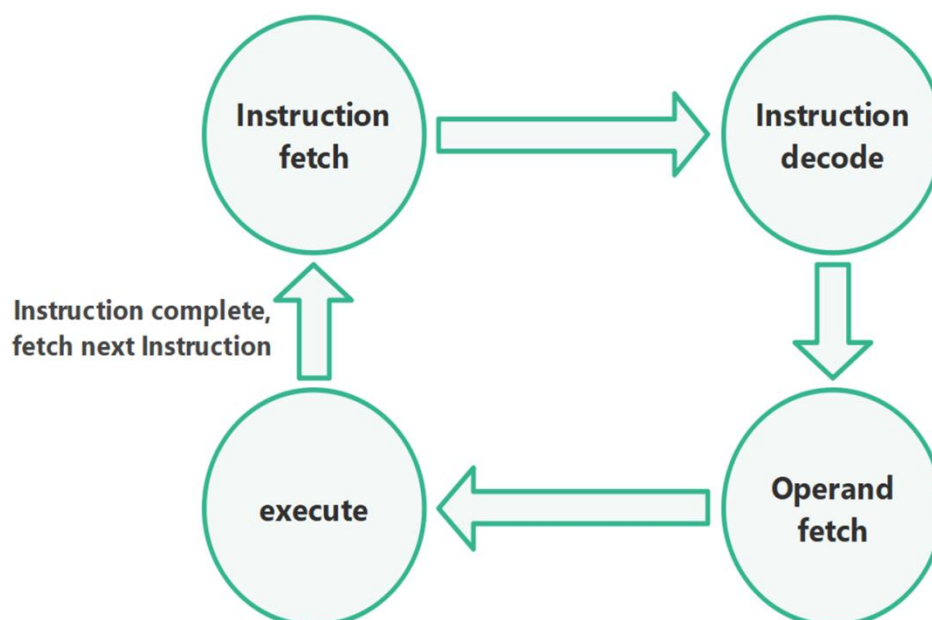 Instruction
fetch
Instruction
decode
Instruction complete,
fetch next Instruction
execute
Operand
fetch